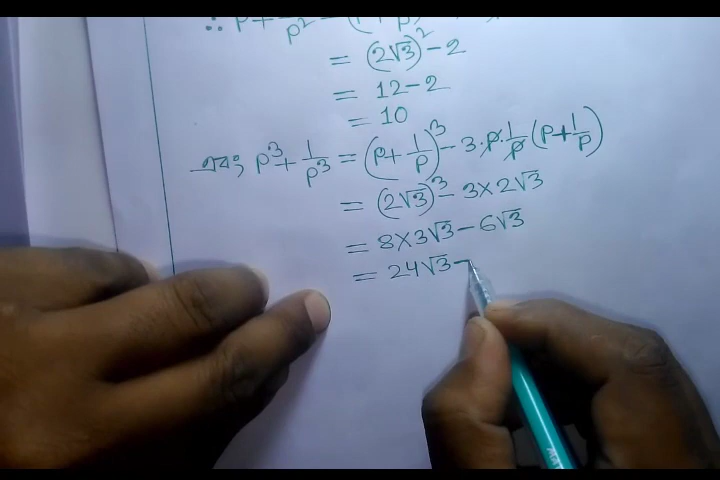 = (2√3)² - 2
= 12 - 2
= 10
এবং p³ + 1/p³ = (p + 1/p)³ - 3·p·1/p (p + 1/p)
= (2√3)³ - 3×2√3
= 8×3√3 - 6√3
= 24√3 -